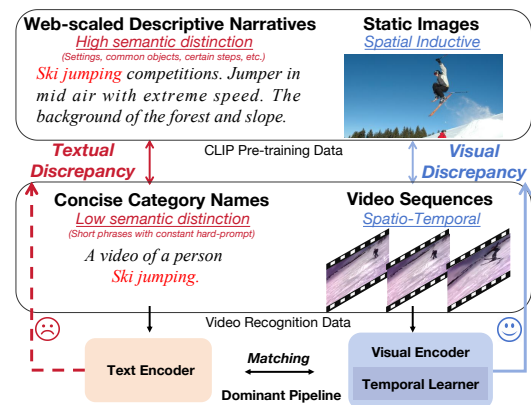 Web-scaled Descriptive Narratives
High semantic distinction
(Settings, common objects, certain steps, etc.)
Ski jumping competitions. Jumper in
mid air with extreme speed. The
background of the forest and slope.
Static Images
Spatial Inductive
Textual
Discrepancy
CLIP Pre-training Data
Visual
Discrepancy
Concise Category Names
Low semantic distinction
(Short phrases with constant hard-prompt)
A video of a person
Ski jumping.
Video Sequences
Spatio-Temporal
Video Recognition Data
Text Encoder
Matching
Dominant Pipeline
Visual Encoder
Temporal Learner